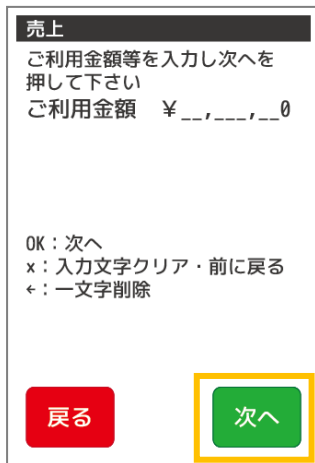 売上
ご利用金額等を入力し次へを
押して下さい
ご利用金額　￥__,___,__0
OK：次へ
×：入力文字クリア・前に戻る
←：一文字削除
戻る
次へ